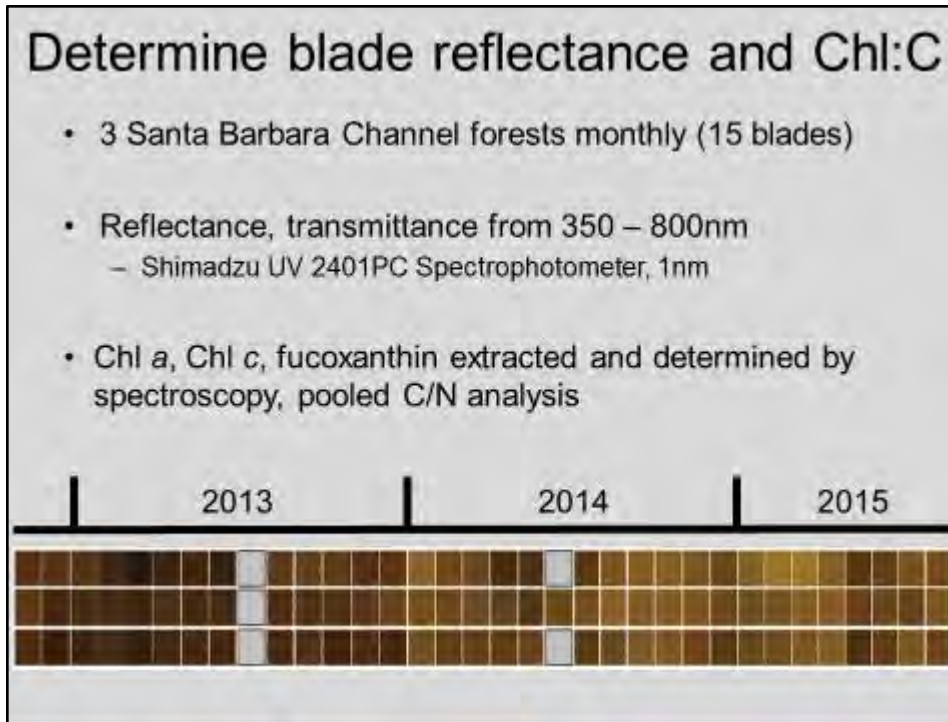 Determine blade reflectance and Chl:C
• 3 Santa Barbara Channel forests monthly (15 blades)
• Reflectance, transmittance from 350 – 800nm
– Shimadzu UV 2401PC Spectrophotometer, 1nm
• Chl a, Chl c, fucoxanthin extracted and determined by
spectroscopy, pooled C/N analysis
2013 2014 2015